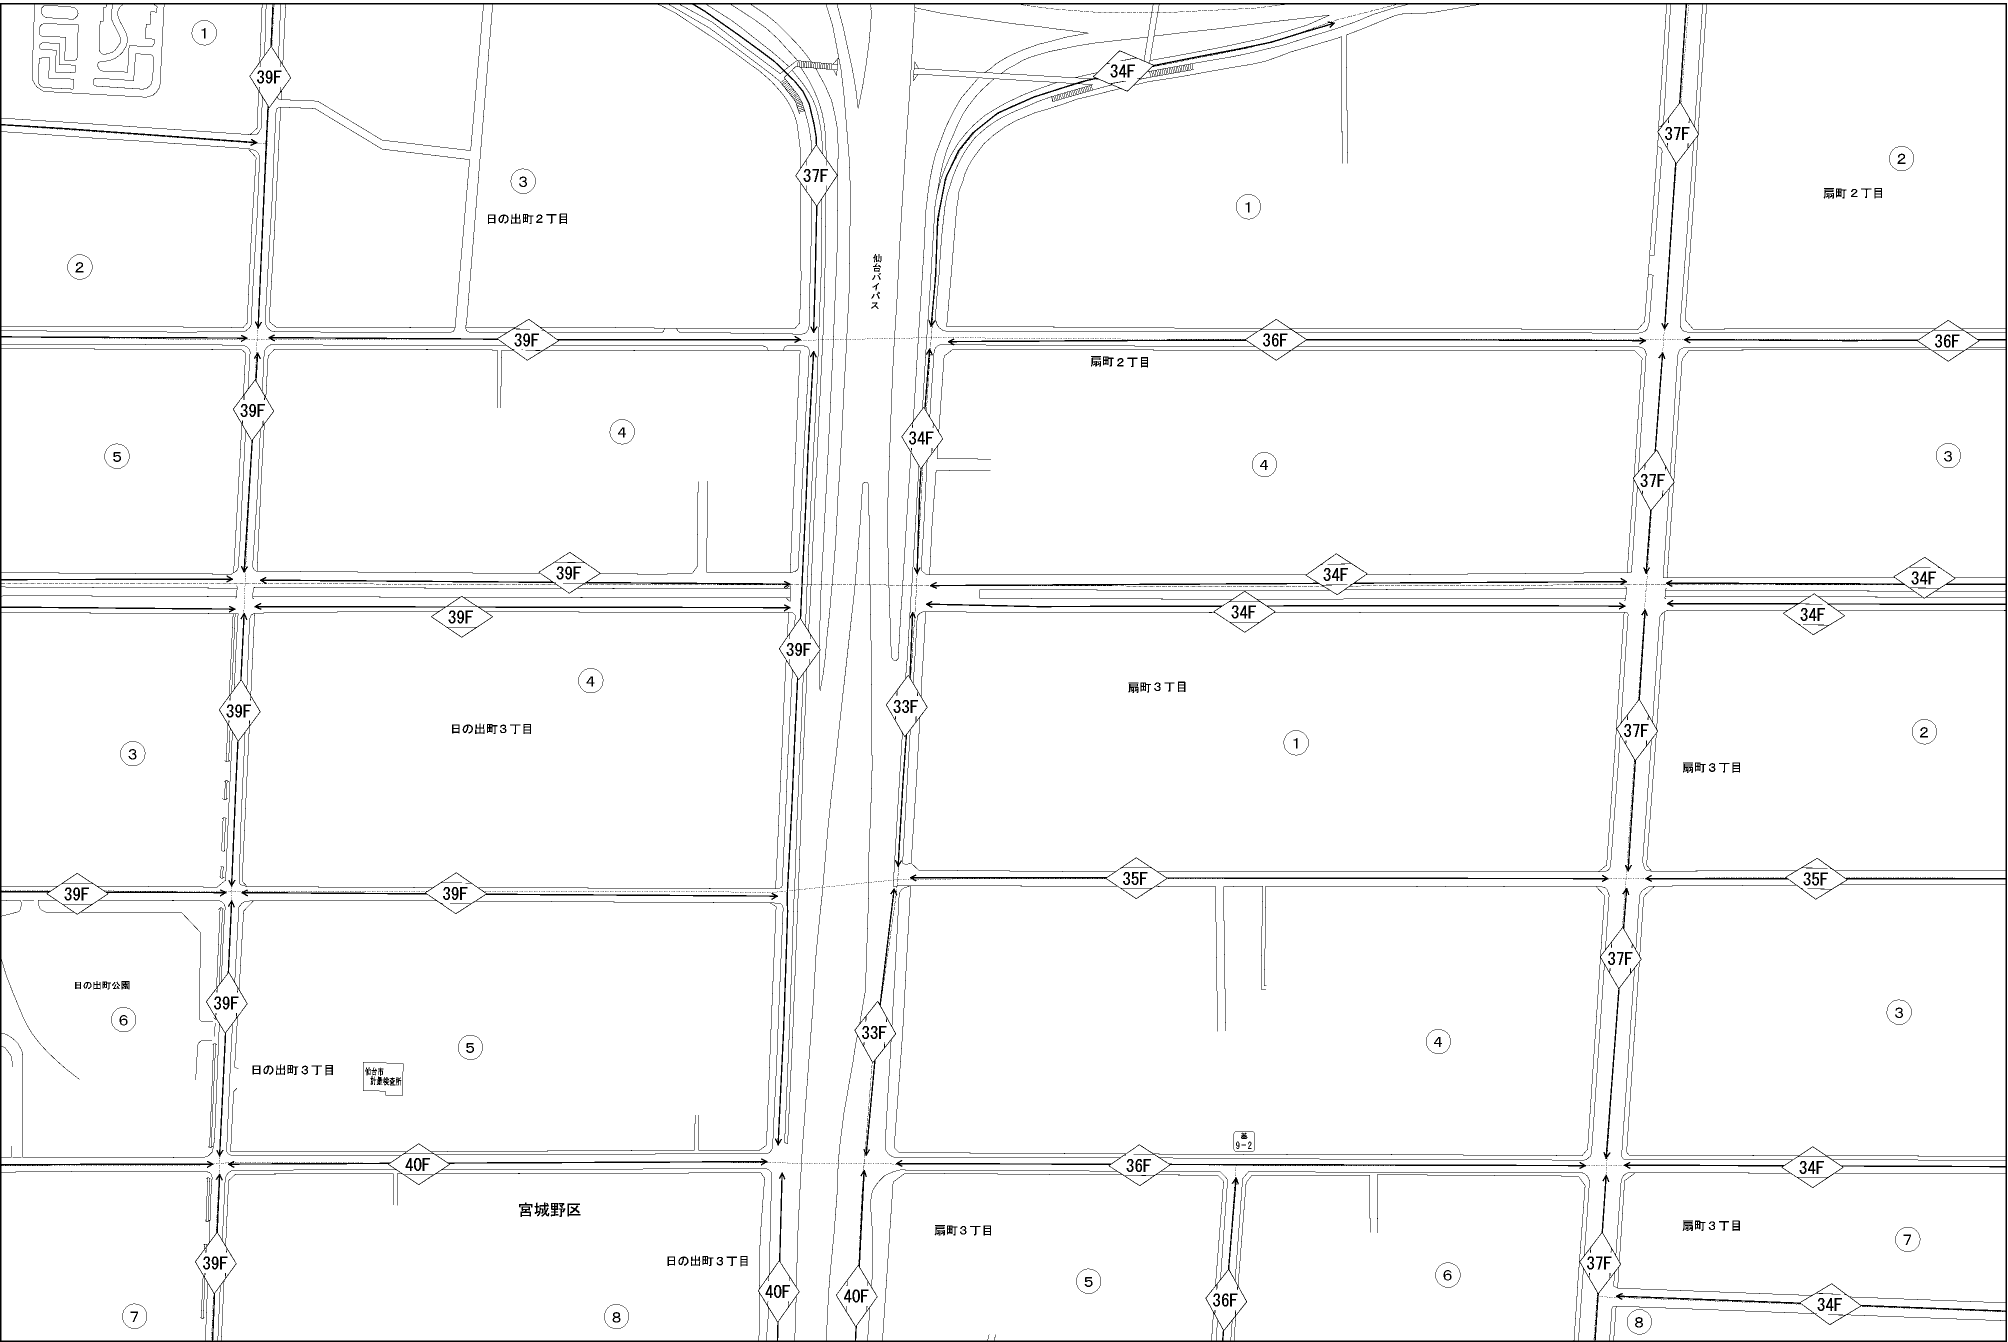 ①
39F
34F
37F
②
③
37F
日の出町2丁目
扇町2丁目
①
②
仙台バイパス
39F
36F
36F
扇町2丁目
39F
④
34F
⑤
④
③
37F
39F
34F
34F
39F
34F
34F
39F
④
扇町3丁目
33F
39F
日の出町3丁目
37F
②
①
③
扇町3丁目
39F
39F
35F
35F
37F
日の出町公園
39F
⑥
33F
③
⑤
④
日の出町3丁目
仙台市
計量検査所
基
9-2
40F
36F
34F
宮城野区
扇町3丁目
扇町3丁目
⑦
日の出町3丁目
39F
37F
⑤
⑥
40F
40F
36F
34F
⑦
⑧
⑧